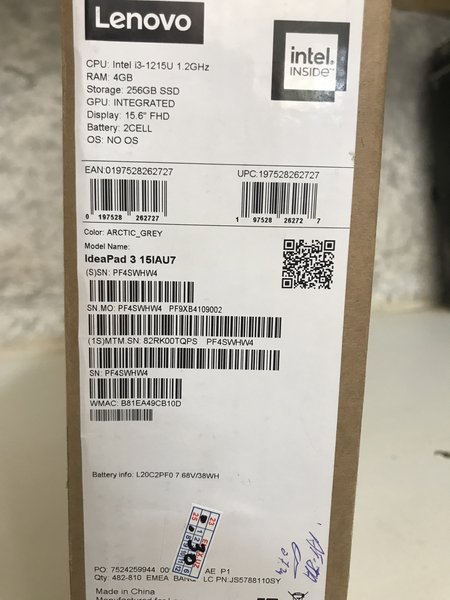 Lenovo
intel.
INSIDE
CPU: Intel i3-1215U 1.2GHz
RAM: 4GB
Storage: 256GB SSD
GPU: INTEGRATED
Display: 15.6" FHD
Battery: 2CELL
OS: NO OS
EAN:0197528262727
UPC:197528262727
0 197528 262727
1 97528 26272 7
Color: ARCTIC_GREY
Model Name:
IdeaPad 3 15IAU7
(S)SN: PF4SWHW4
SN.MO: PF4SWHW4 PF9XB4109002
(1S)MTM.SN: 82RK00TQPS PF4SWHW4
SN: PF4SWHW4
WMAC: B81EA49CB10D
Battery info: L20C2PF0 7.68V/38WH
PO: 7524259944 00 AE P1
Qty: 482-810 EMEA BANG LC PN:JS5788110SY
Made in China